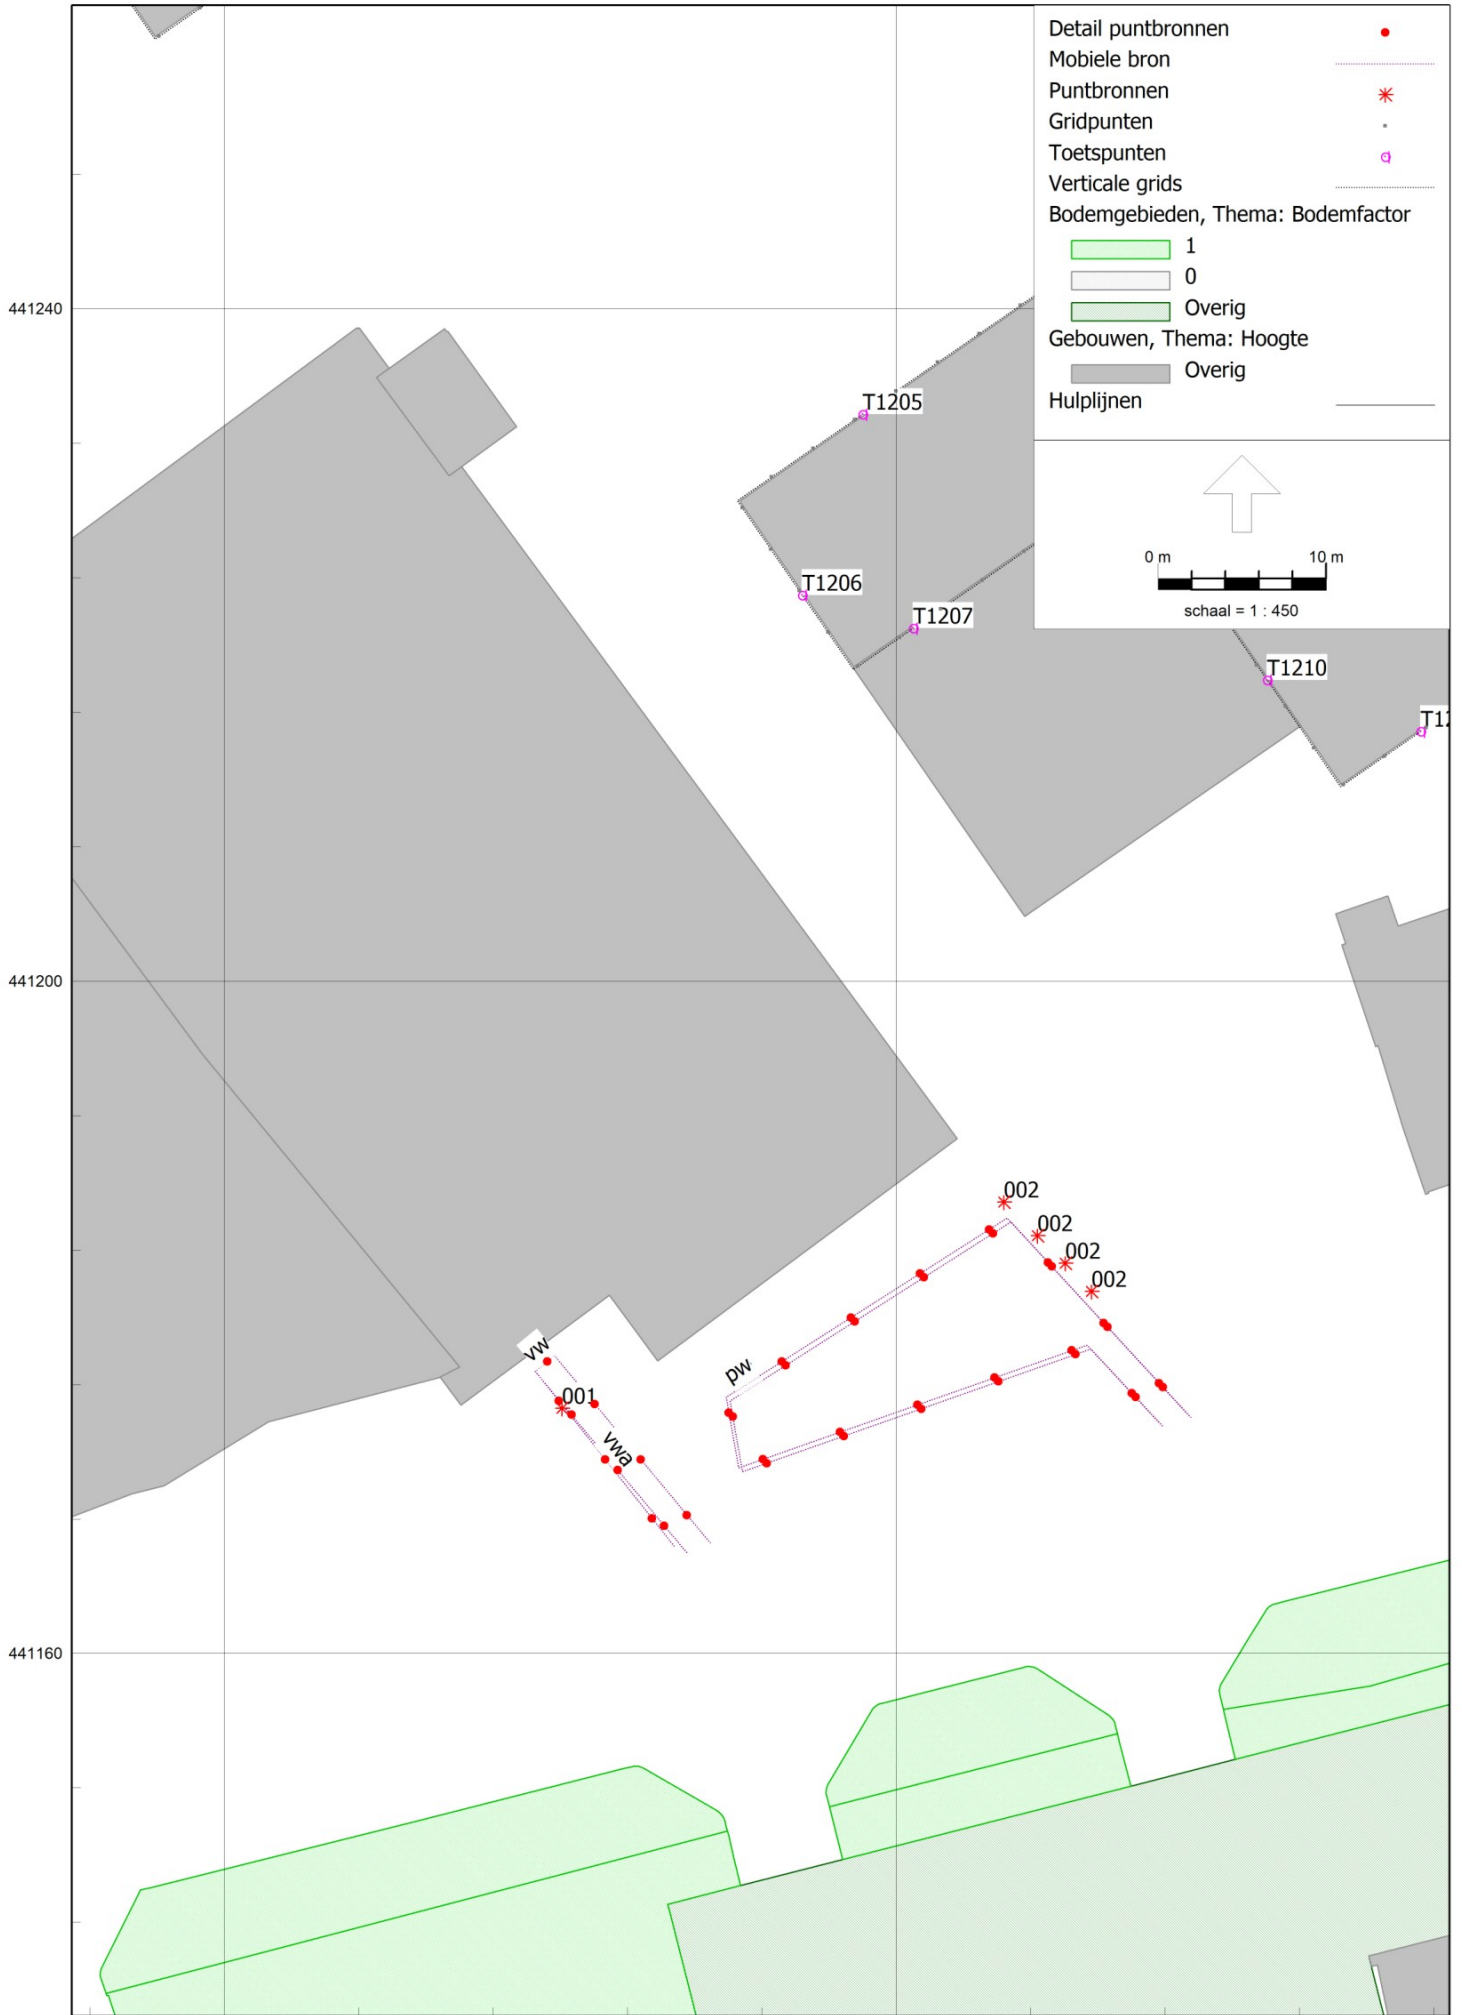 Detail puntbronnen
Mobiele bron
Puntbronnen
Gridpunten
Toetspunten
Verticale grids
Bodemgebieden, Thema: Bodemfactor
1
0
Overig
Gebouwen, Thema: Hoogte
Overig
Hulplijnen
0 m 10 m
schaal = 1 : 450
441240
T1205
T1206
T1207
T1210
441200
002
002
002
002
vw
pw
001
vwa
441160